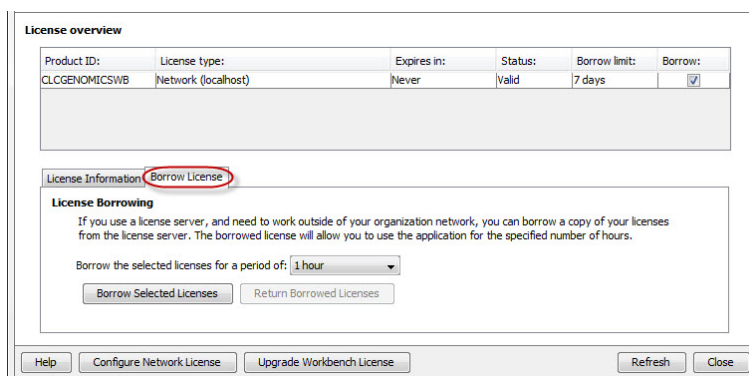 License overview
Product ID: License type: Expires in: Status: Borrow limit: Borrow:
CLCGENOMICSWB Network (localhost) Never Valid 7 days
License Information Borrow License
License Borrowing
If you use a license server, and need to work outside of your organization network, you can borrow a copy of your licenses
from the license server. The borrowed license will allow you to use the application for the specified number of hours.
Borrow the selected licenses for a period of: 1 hour
Borrow Selected Licenses Return Borrowed Licenses
Help Configure Network License Upgrade Workbench License Refresh Close